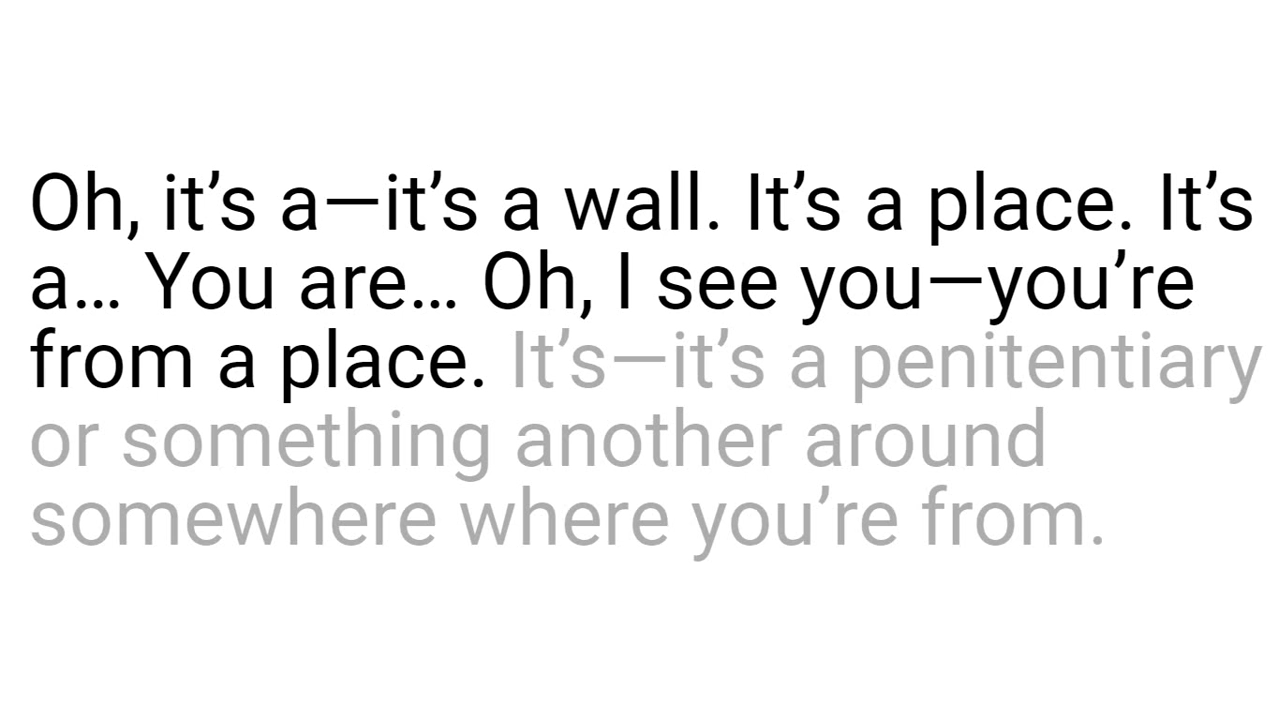 Oh, it’s a—it’s a wall. It’s a place. It’s
a… You are… Oh, I see you—you’re
from a place. It’s—it’s a penitentiary
or something another around
somewhere where you’re from.